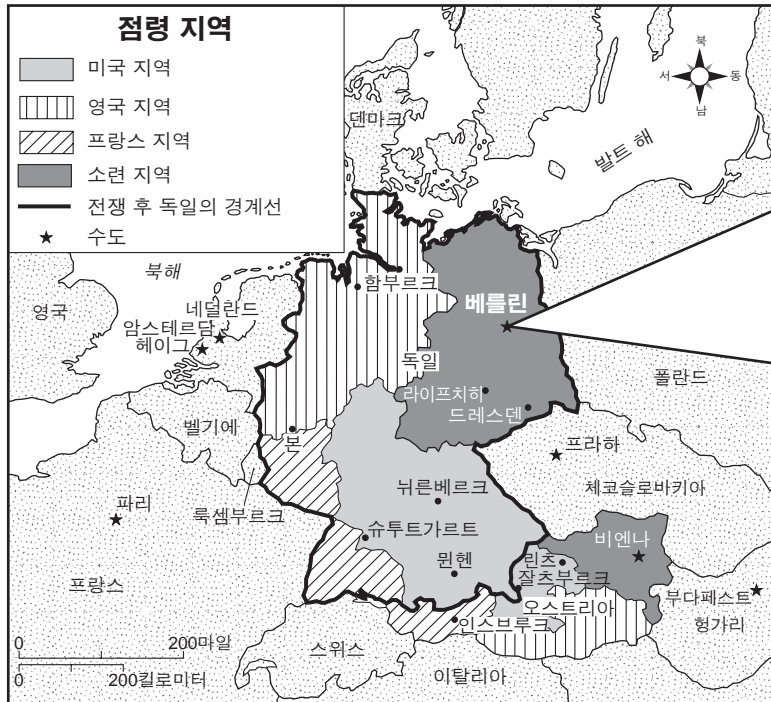 점령 지역
미국 지역
영국 지역
프랑스 지역
소련 지역
전쟁 후 독일의 경계선
수도
북
서
동
남
덴마크
발트 해
북해
영국
함부르크
베를린
네덜란드
암스테르담
헤이그
독일
폴란드
라이프치히
드레스덴
벨기에
본
프라하
체코슬로바키아
뉘른베르크
룩셈부르크
파리
슈투트가르트
비엔나
뮌헨
린츠
잘츠부르크
프랑스
오스트리아
부다페스트
헝가리
인스브루크
스위스
이탈리아
0
200마알
0
200킬로마터